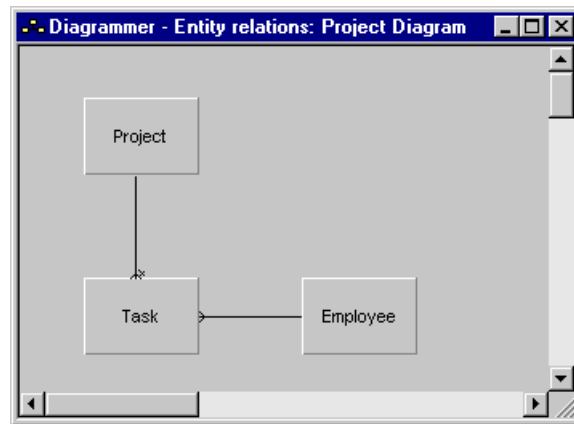 Diagrammer - Entity relations: Project Diagram
Project
Task
Employee